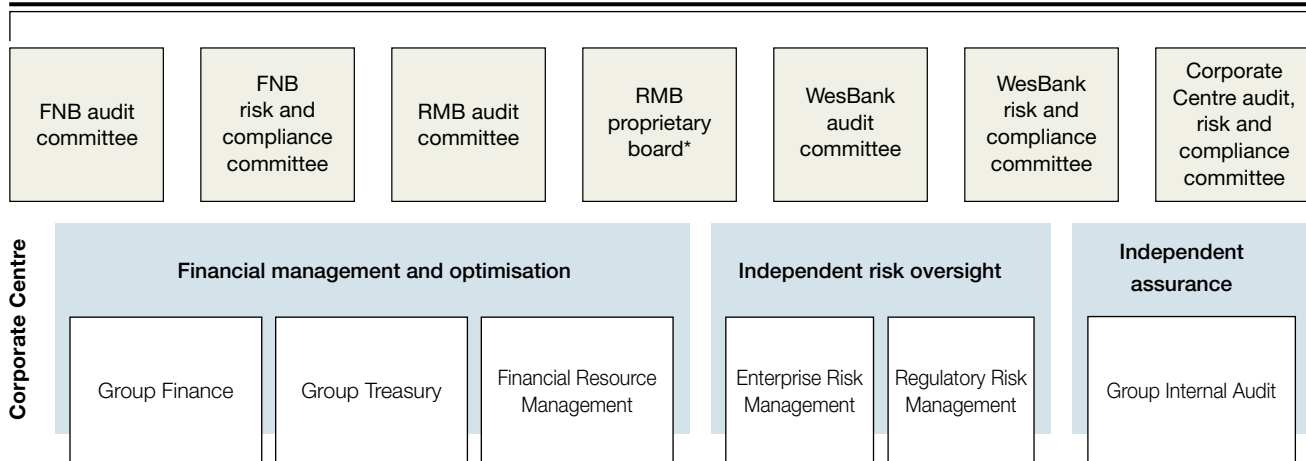 FNB audit
committee
FNB
risk and
compliance
committee
RMB audit
committee
RMB
proprietary
board*
WesBank
audit
committee
WesBank
risk and
compliance
committee
Corporate
Centre audit,
risk and
compliance
committee
Corporate Centre
Financial management and optimisation
Independent risk oversight
Independent
assurance
Group Finance
Group Treasury
Financial Resource
Management
Enterprise Risk
Management
Regulatory Risk
Management
Group Internal Audit